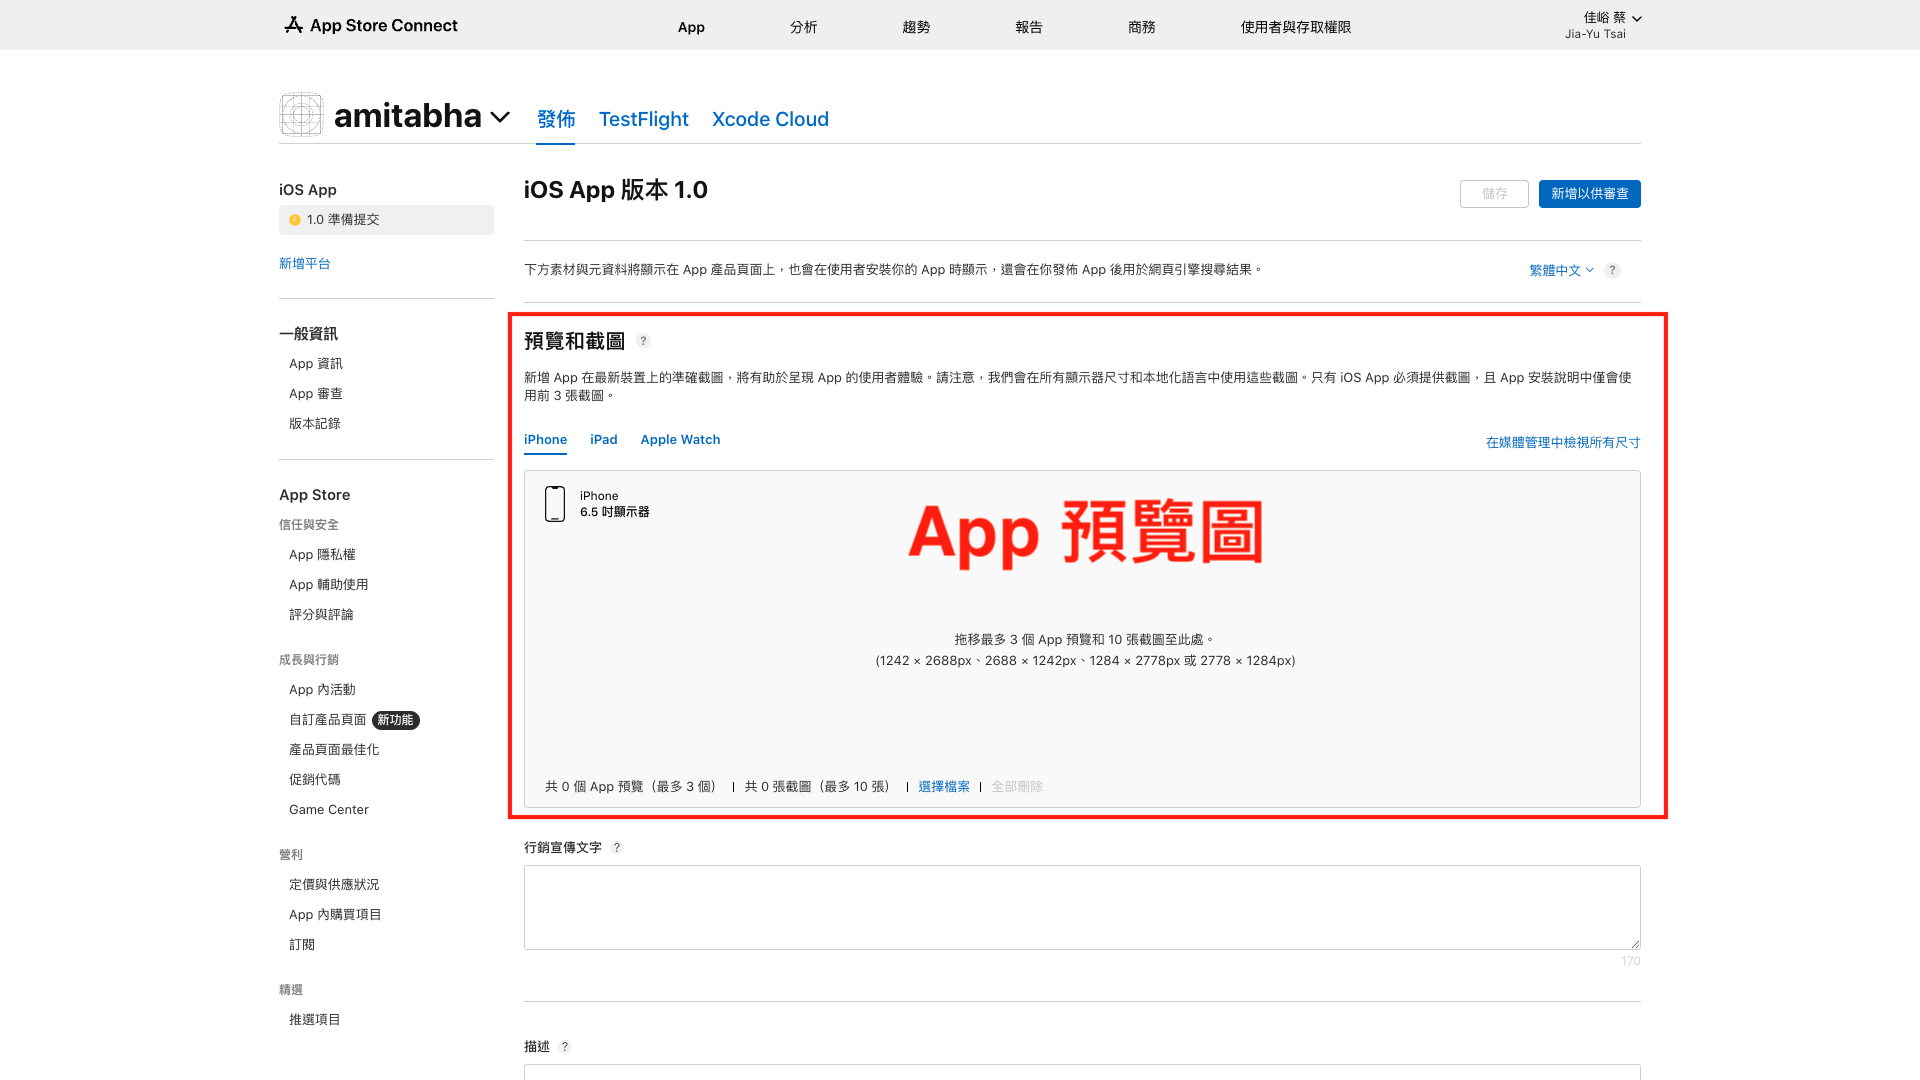 App Store Connect
App
分析
趨勢
報告
商務
使用者與存取權限
佳峪 蔡
Jia-Yu Tsai
amitabha
發佈
TestFlight
Xcode Cloud
iOS App
1.0 準備提交
新增平台
一般資訊
App 資訊
App 審查
版本記錄
App Store
信任與安全
App 隱私權
App 輔助使用
評分與評論
成長與行銷
App 內活動
自訂產品頁面 新功能
產品頁面最佳化
促銷代碼
Game Center
營利
定價與供應狀況
App 內購買項目
訂閱
精選
推選項目
iOS App 版本 1.0
儲存
新增以供審查
下方素材與元資料將顯示在 App 產品頁面上，也會在使用者安裝你的 App 時顯示，還會在你發佈 App 後用於網頁引擎搜尋結果。
繁體中文 ?
預覽和截圖 ?
新增 App 在最新裝置上的準確截圖，將有助於呈現 App 的使用者體驗。請注意，我們會在所有顯示器尺寸和本地化語言中使用這些截圖。只有 iOS App 必須提供截圖，且 App 安裝說明中僅會使
用前 3 張截圖。
iPhone
iPad
Apple Watch
在媒體管理中檢視所有尺寸
iPhone
6.5 吋顯示器
App 預覽圖
拖移最多 3 個 App 預覽和 10 張截圖至此處。
(1242 × 2688px、2688 × 1242px、1284 × 2778px 或 2778 × 1284px)
共 0 個 App 預覽（最多 3 個） | 共 0 張截圖（最多 10 張） | 選擇檔案 | 全部刪除
行銷宣傳文字 ?
170
描述 ?